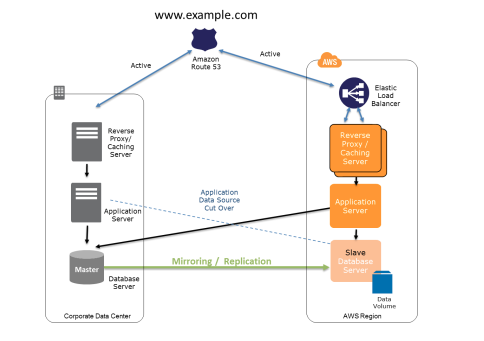 www.example.com
Amazon
Route 53
Active
Active
AWS
Elastic
Load
Balancer
Reverse
Proxy/
Caching
Server
Reverse
Proxy /
Caching
Server
Application
Server
Application
Data Source
Cut Over
Application
Server
Master
Database
Server
Mirroring / Replication
Slave
Database
Server
Data
Volume
Corporate Data Center
AWS Region